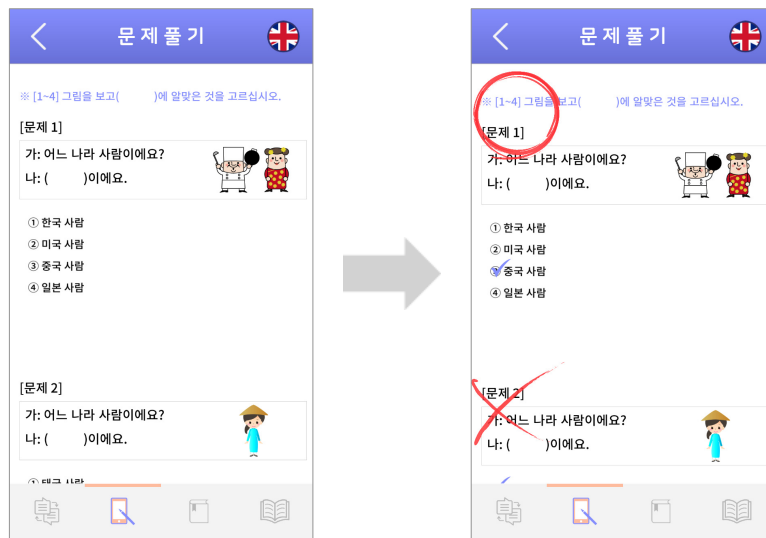 문제풀기
※ [1~4] 그림을 보고(        )에 알맞은 것을 고르십시오.
[문제 1]
가: 어느 나라 사람이에요?
나: (        )이에요.
① 한국 사람
② 미국 사람
③ 중국 사람
④ 일본 사람
[문제 2]
가: 어느 나라 사람이에요?
나: (        )이에요.
① 태국 사람
문제풀기
※ [1~4] 그림을 보고(        )에 알맞은 것을 고르십시오.
[문제 1]
가: 어느 나라 사람이에요?
나: (        )이에요.
① 한국 사람
② 미국 사람
③ 중국 사람
④ 일본 사람
[문제 2]
가: 어느 나라 사람이에요?
나: (        )이에요.